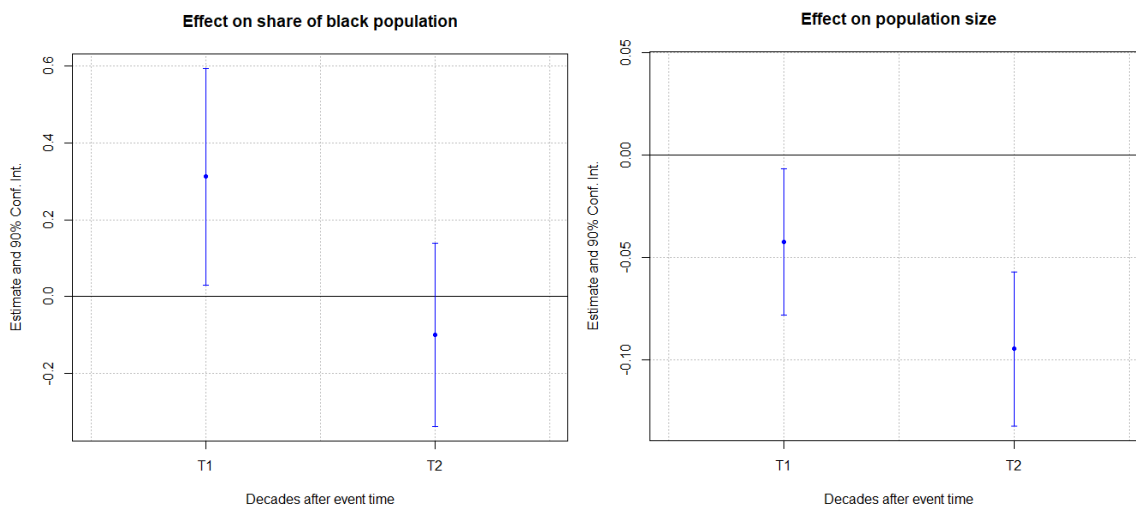 Effect on share of black population
Estimate and 90% Conf. Int.
0.6
0.4
0.2
0.0
-0.2
T1
T2
Decades after event time
Effect on population size
Estimate and 90% Conf. Int.
0.05
0.00
-0.05
-0.10
T1
T2
Decades after event time